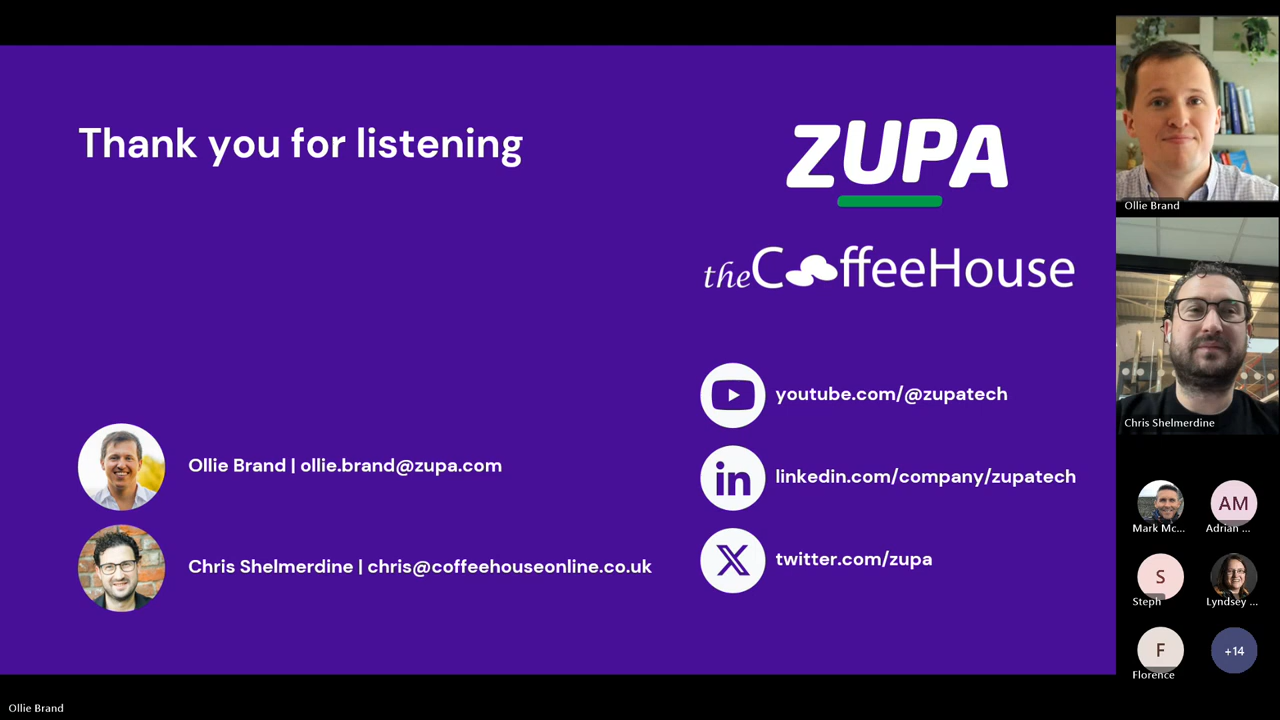 Thank you for listening
ZUPA
theCoffeeHouse
youtube.com/@zupatech
in
linkedin.com/company/zupatech
X
twitter.com/zupa
Ollie Brand | ollie.brand@zupa.com
Chris Shelmerdine | chris@coffeehouseonline.co.uk
Ollie Brand
Chris Shelmerdine
Mark Mc...
AM
Adrian ...
S
Steph
Lyndsey ...
F
Florence
+14
Ollie Brand